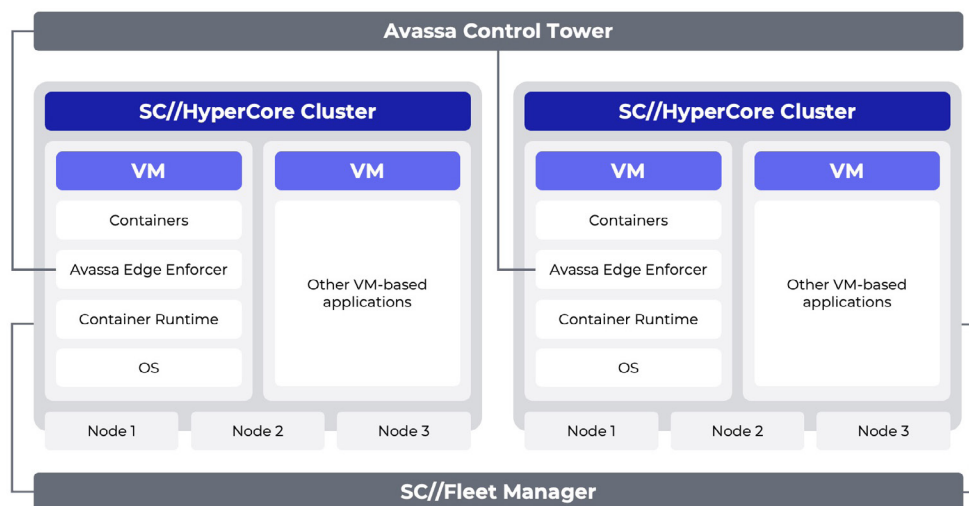 Avassa Control Tower
SC//HyperCore Cluster
VM
Containers
Avassa Edge Enforcer
Container Runtime
OS
VM
Other VM-based
applications
Node 1
Node 2
Node 3
SC//HyperCore Cluster
VM
Containers
Avassa Edge Enforcer
Container Runtime
OS
VM
Other VM-based
applications
Node 1
Node 2
Node 3
SC//Fleet Manager